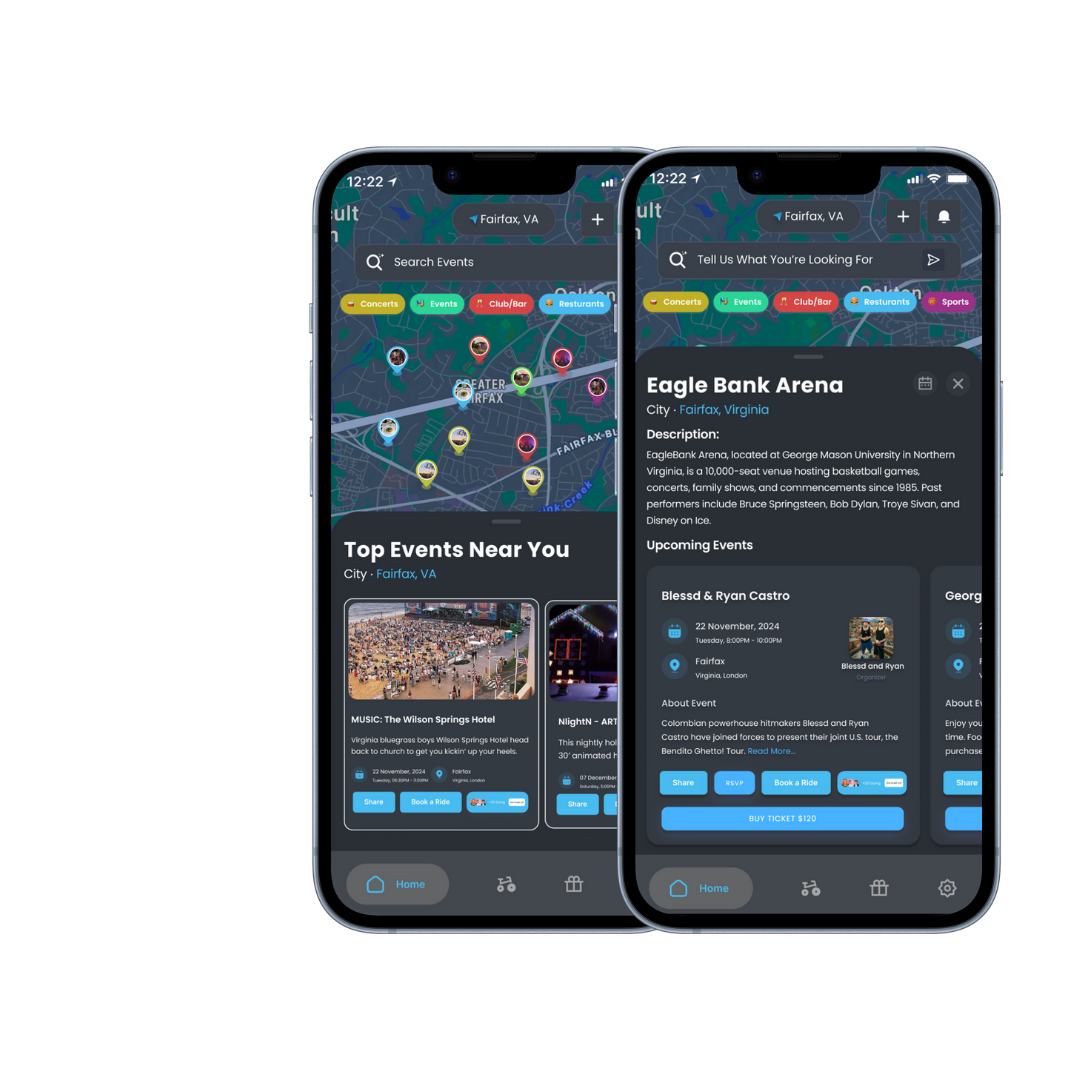 12:22
ult
n
Fairfax, VA
+
Search Events
Oakton
Concerts
Events
Club/Bar
Resturants
GREATER
FAIRFAX
FAIRFAX-BL
nk-Creek
Top Events Near You
City · Fairfax, VA
MUSIC: The Wilson Springs Hotel
Virginia bluegrass boys Wilson Springs Hotel head
back to church to get you kickin' up your heels.
22 November, 2024
Fairfax
Virginia, London
Share
Book a Ride
NlightN - ART
This nightly hol
30' animated h
07 December
Saturday, 5:00PM
Share
Home
12:22
ult
n
Fairfax, VA
+
Tell Us What You're Looking For
Oakton
Concerts
Events
Club/Bar
Resturants
Sports
Eagle Bank Arena
City · Fairfax, Virginia
Description:
EagleBank Arena, located at George Mason University in Northern
Virginia, is a 10,000-seat venue hosting basketball games,
concerts, family shows, and commencements since 1985. Past
performers include Bruce Springsteen, Bob Dylan, Troye Sivan, and
Disney on Ice.
Upcoming Events
Blessd & Ryan Castro
22 November, 2024
Tuesday, 8:00PM - 10:00PM
Fairfax
Virginia, London
Blessd and Ryan
Organizer
About Event
Colombian powerhouse hitmakers Blessd and Ryan
Castro have joined forces to present their joint U.S. tour, the
Bendito Ghetto! Tour. Read More...
Share
RSVP
Book a Ride
BUY TICKET $120
Georg
2
T
F
V
About Ev
Enjoy you
time. Foo
purchase
Share
Home